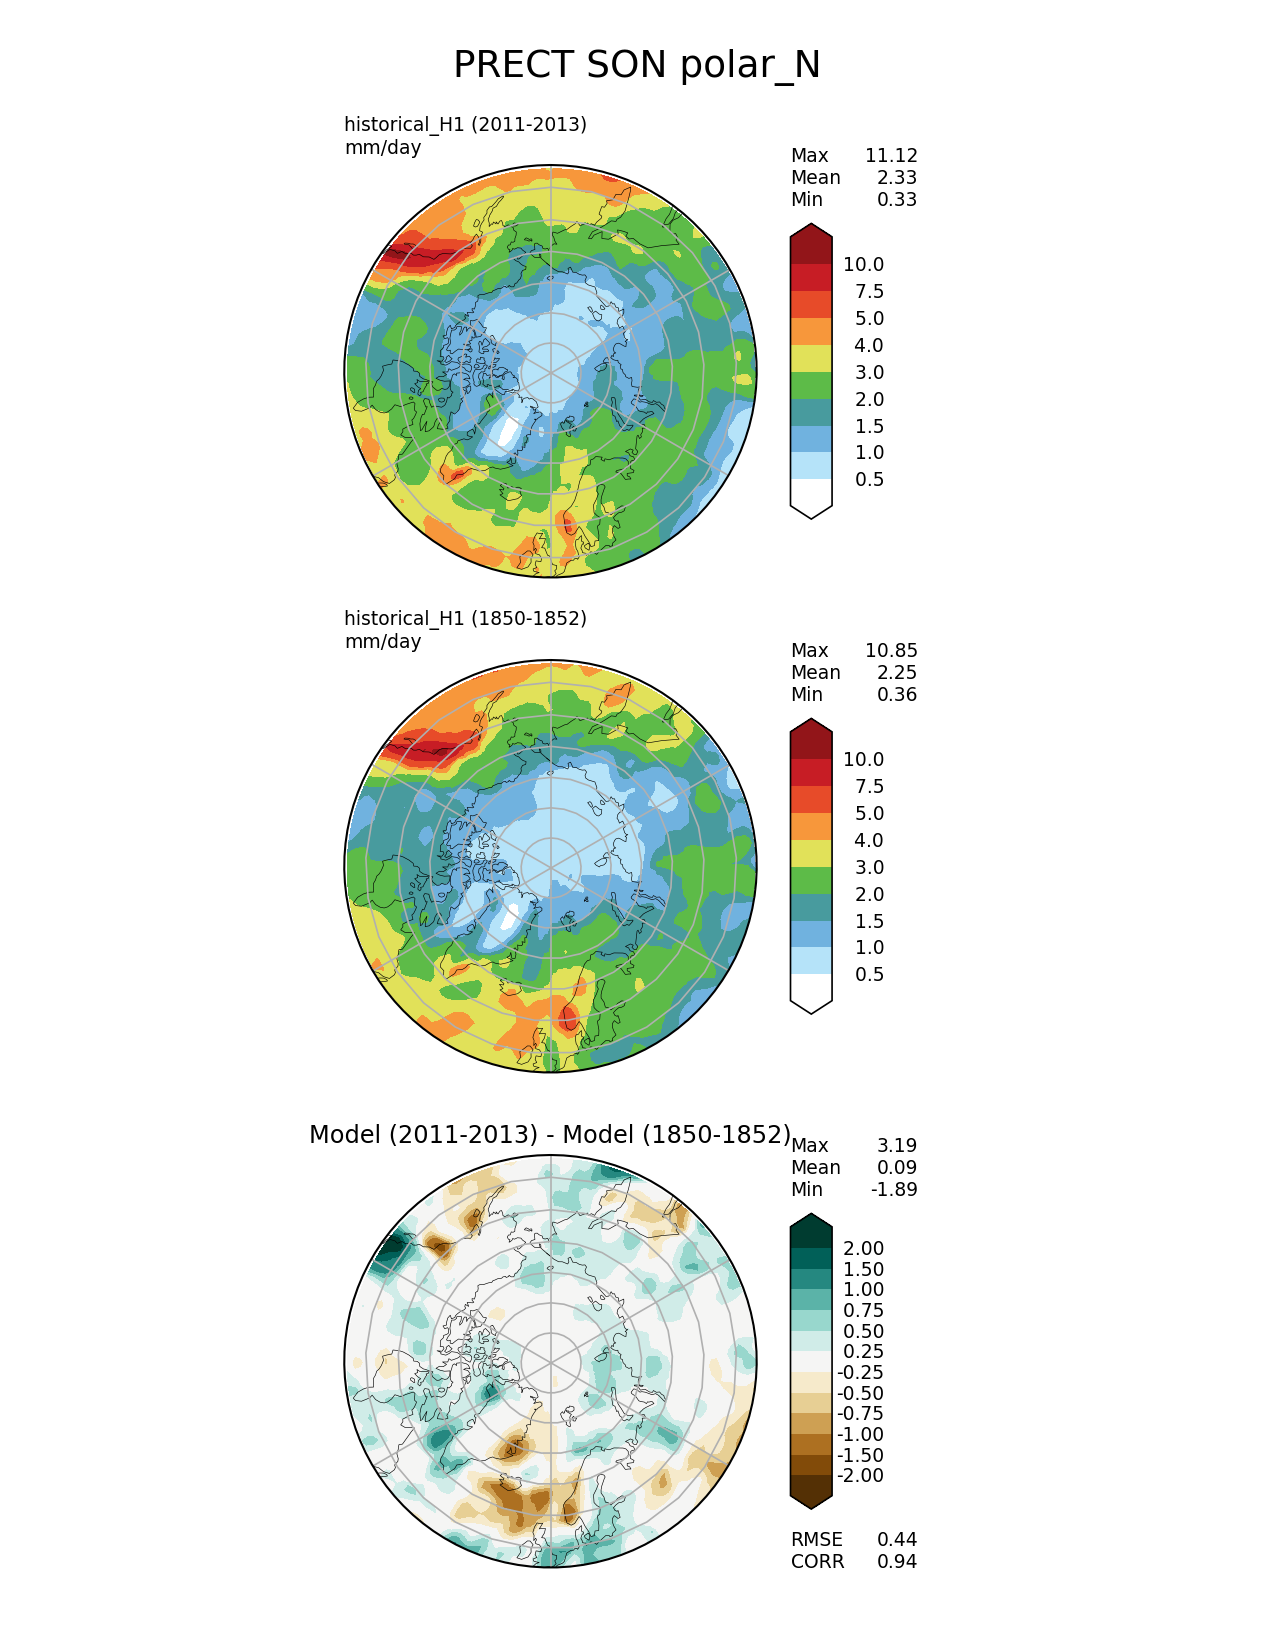 PRECT SON polar_N
historical_H1 (2011-2013)
mm/day
Max 11.12
Mean 2.33
Min 0.33
10.0
7.5
5.0
4.0
3.0
2.0
1.5
1.0
0.5
historical_H1 (1850-1852)
mm/day
Max 10.85
Mean 2.25
Min 0.36
10.0
7.5
5.0
4.0
3.0
2.0
1.5
1.0
0.5
Model (2011-2013) - Model (1850-1852)
Max 3.19
Mean 0.09
Min -1.89
2.00
1.50
1.00
0.75
0.50
0.25
-0.25
-0.50
-0.75
-1.00
-1.50
-2.00
RMSE 0.44
CORR 0.94